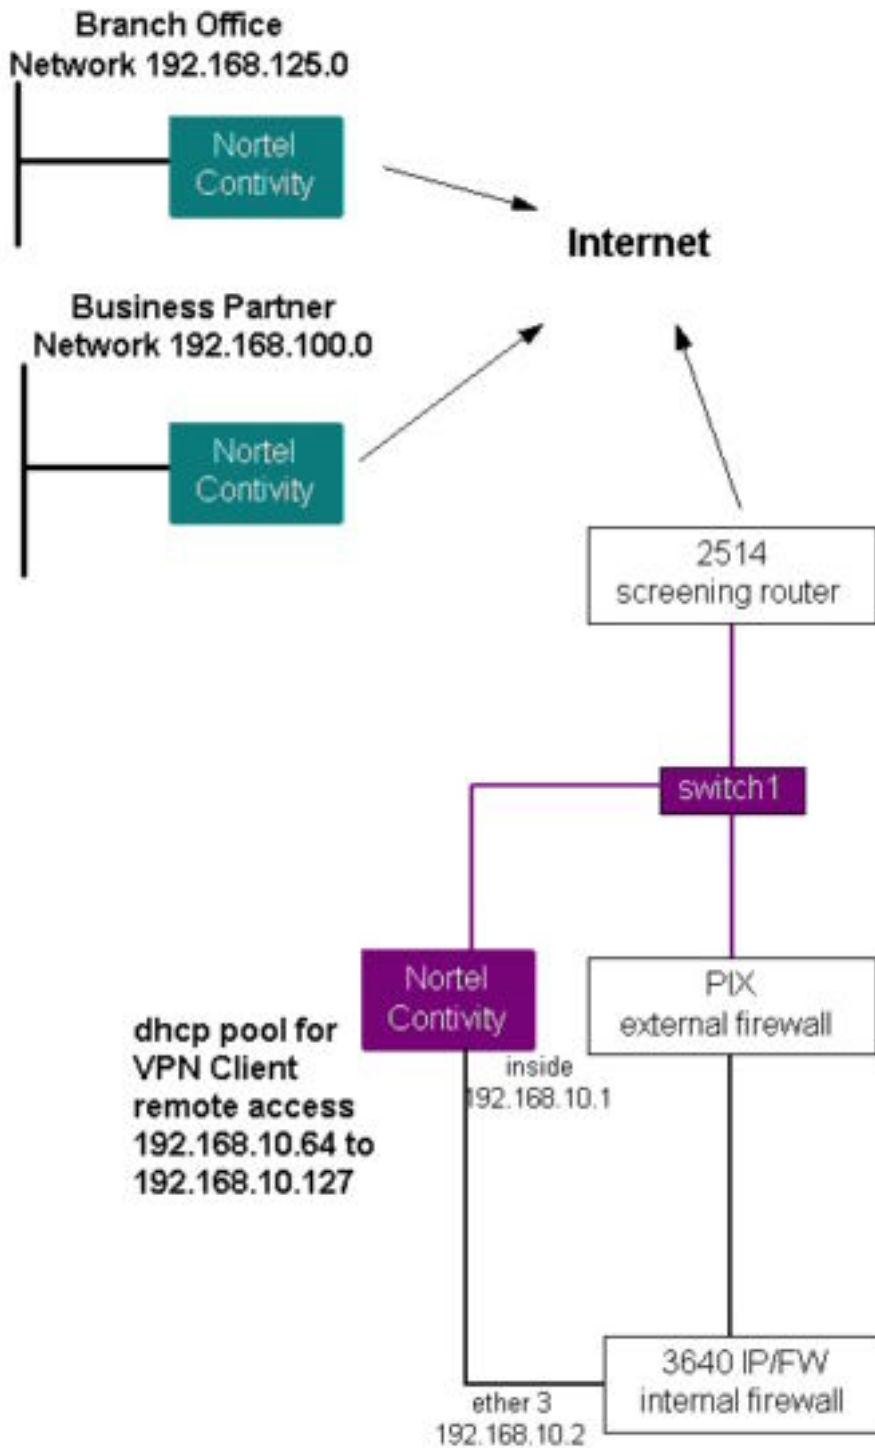 Branch Office
Network 192.168.125.0
Nortel
Contivity
Internet
Business Partner
Network 192.168.100.0
Nortel
Contivity
2514
screening router
switch1
Nortel
Contivity
PIX
external firewall
dhcp pool for
VPN Client
remote access
192.168.10.64 to
192.168.10.127
inside
192.168.10.1
3640 IP/FW
internal firewall
ether 3
192.168.10.2